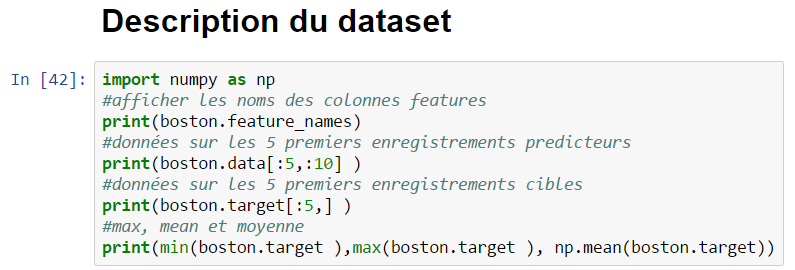 Description du dataset
In [42]: import numpy as np
#afficher les noms des colonnes features
print(boston.feature_names)
#données sur les 5 premiers enregistrements predicteurs
print(boston.data[:5,:10] )
#données sur les 5 premiers enregistrements cibles
print(boston.target[:5,] )
#max, mean et moyenne
print(min(boston.target ),max(boston.target ), np.mean(boston.target))